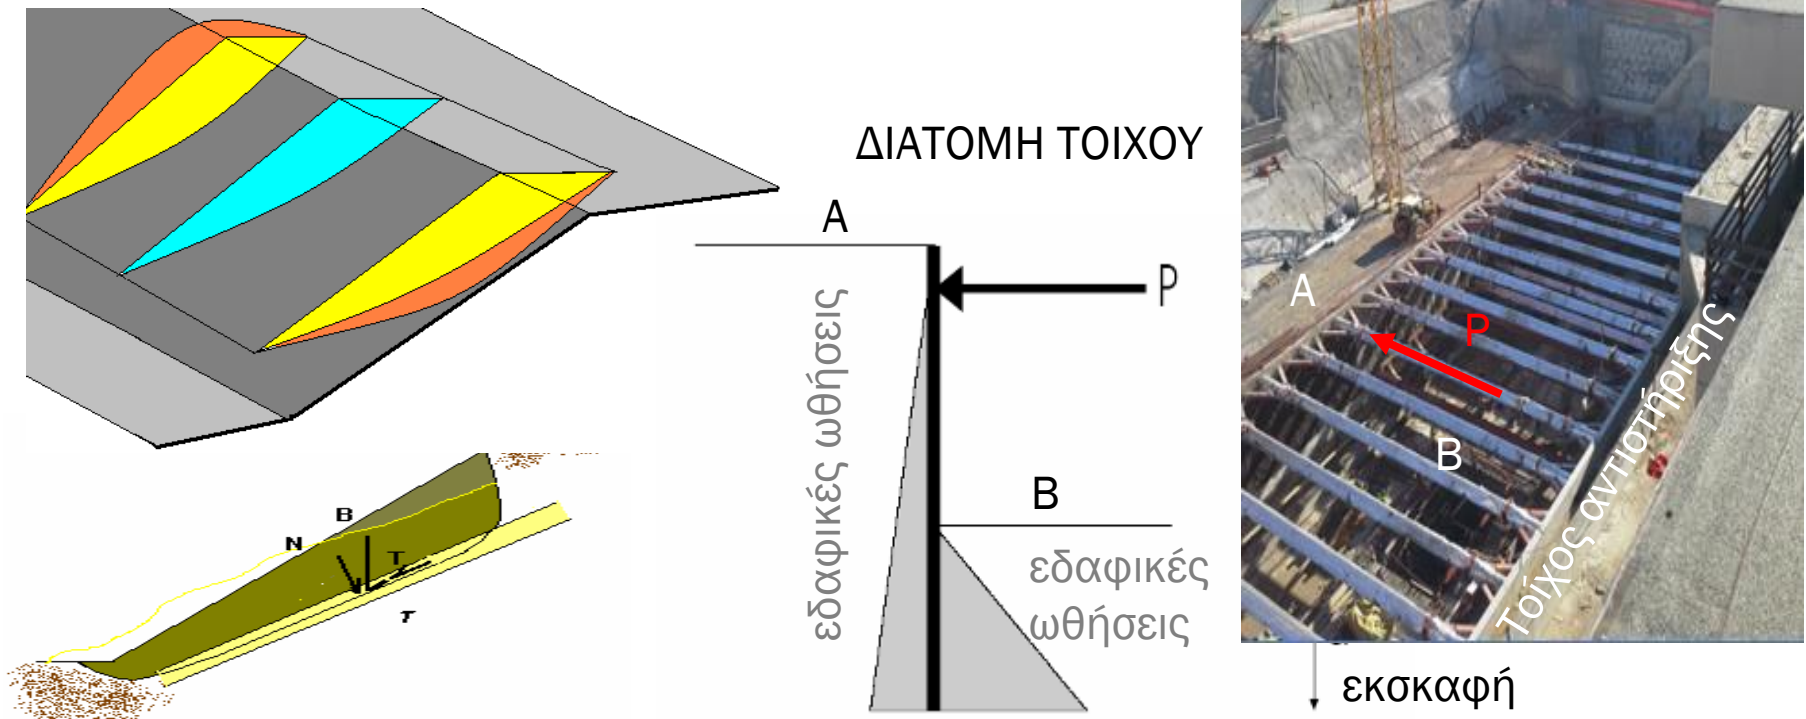 ΔΙΑΤΟΜΗ ΤΟΙΧΟΥ
A
P
εδαφικές ωθήσεις
B
εδαφικές
ωθήσεις
B
N
T
T
A
P
B
Τοίχος αντιστήριξης
εκσκαφή